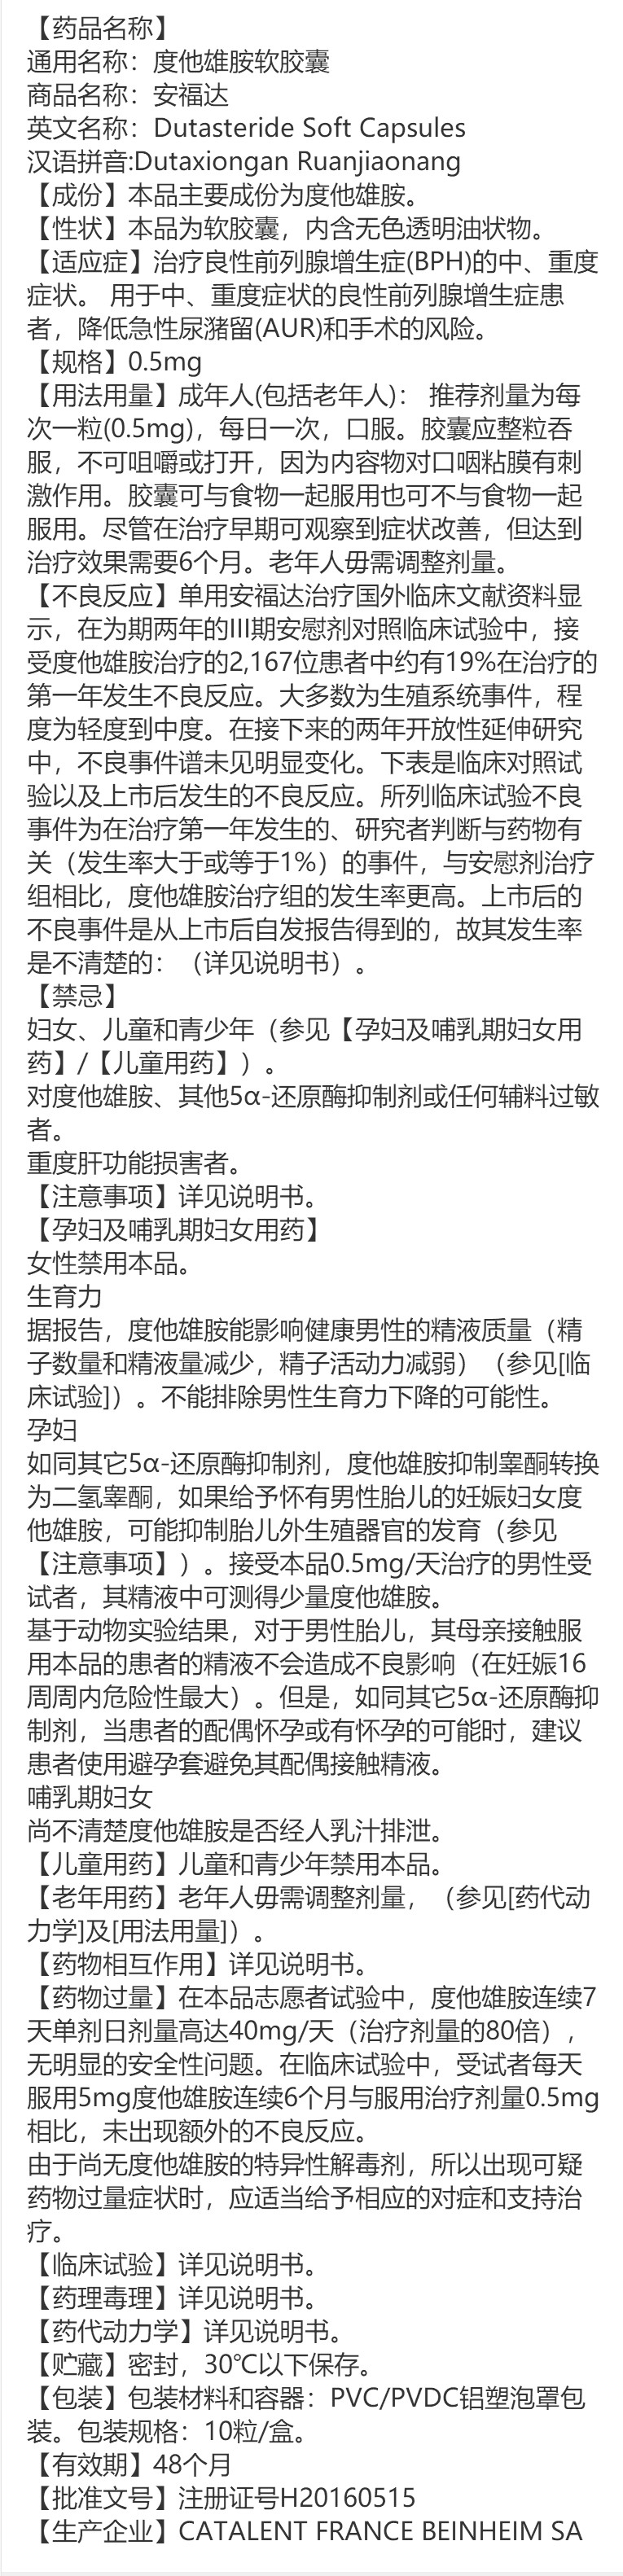 【药品名称】
通用名称：度他雄胺软胶囊
商品名称：安福达
英文名称：Dutasteride Soft Capsules
汉语拼音:Dutaxiongan Ruanjiaonang
【成份】本品主要成份为度他雄胺。
【性状】本品为软胶囊，内含无色透明油状物。
【适应症】治疗良性前列腺增生症(BPH)的中、重度
症状。 用于中、重度症状的良性前列腺增生症患
者，降低急性尿潴留(AUR)和手术的风险。
【规格】0.5mg
【用法用量】成年人(包括老年人)： 推荐剂量为每
次一粒(0.5mg)，每日一次，口服。胶囊应整粒吞
服，不可咀嚼或打开，因为内容物对口咽粘膜有刺
激作用。胶囊可与食物一起服用也可不与食物一起
服用。尽管在治疗早期可观察到症状改善，但达到
治疗效果需要6个月。老年人毋需调整剂量。
【不良反应】单用安福达治疗国外临床文献资料显
示，在为期两年的III期安慰剂对照临床试验中，接
受度他雄胺治疗的2,167位患者中约有19%在治疗的
第一年发生不良反应。大多数为生殖系统事件，程
度为轻度到中度。在接下来的两年开放性延伸研究
中，不良事件谱未见明显变化。下表是临床对照试
验以及上市后发生的不良反应。所列临床试验不良
事件为在治疗第一年发生的、研究者判断与药物有
关（发生率大于或等于1%）的事件，与安慰剂治疗
组相比，度他雄胺治疗组的发生率更高。上市后的
不良事件是从上市后自发报告得到的，故其发生率
是不清楚的：（详见说明书）。
【禁忌】
妇女、儿童和青少年（参见【孕妇及哺乳期妇女用
药】/【儿童用药】）。
对度他雄胺、其他5α-还原酶抑制剂或任何辅料过敏
者。
重度肝功能损害者。
【注意事项】详见说明书。
【孕妇及哺乳期妇女用药】
女性禁用本品。
生育力
据报告，度他雄胺能影响健康男性的精液质量（精
子数量和精液量减少，精子活动力减弱）（参见[临
床试验]）。不能排除男性生育力下降的可能性。
孕妇
如同其它5α-还原酶抑制剂，度他雄胺抑制睾酮转换
为二氢睾酮，如果给予怀有男性胎儿的妊娠妇女度
他雄胺，可能抑制胎儿外生殖器官的发育（参见
【注意事项】）。接受本品0.5mg/天治疗的男性受
试者，其精液中可测得少量度他雄胺。
基于动物实验结果，对于男性胎儿，其母亲接触服
用本品的患者的精液不会造成不良影响（在妊娠16
周周内危险性最大）。但是，如同其它5α-还原酶抑
制剂，当患者的配偶怀孕或有怀孕的可能时，建议
患者使用避孕套避免其配偶接触精液。
哺乳期妇女
尚不清楚度他雄胺是否经人乳汁排泄。
【儿童用药】儿童和青少年禁用本品。
【老年用药】老年人毋需调整剂量，（参见[药代动
力学]及[用法用量]）。
【药物相互作用】详见说明书。
【药物过量】在本品志愿者试验中，度他雄胺连续7
天单剂日剂量高达40mg/天（治疗剂量的80倍），
无明显的安全性问题。在临床试验中，受试者每天
服用5mg度他雄胺连续6个月与服用治疗剂量0.5mg
相比，未出现额外的不良反应。
由于尚无度他雄胺的特异性解毒剂，所以出现可疑
药物过量症状时，应适当给予相应的对症和支持治
疗。
【临床试验】详见说明书。
【药理毒理】详见说明书。
【药代动力学】详见说明书。
【贮藏】密封，30℃以下保存。
【包装】包装材料和容器：PVC/PVDC铝塑泡罩包
装。包装规格：10粒/盒。
【有效期】48个月
【批准文号】注册证号H20160515
【生产企业】CATALENT FRANCE BEINHEIM SA